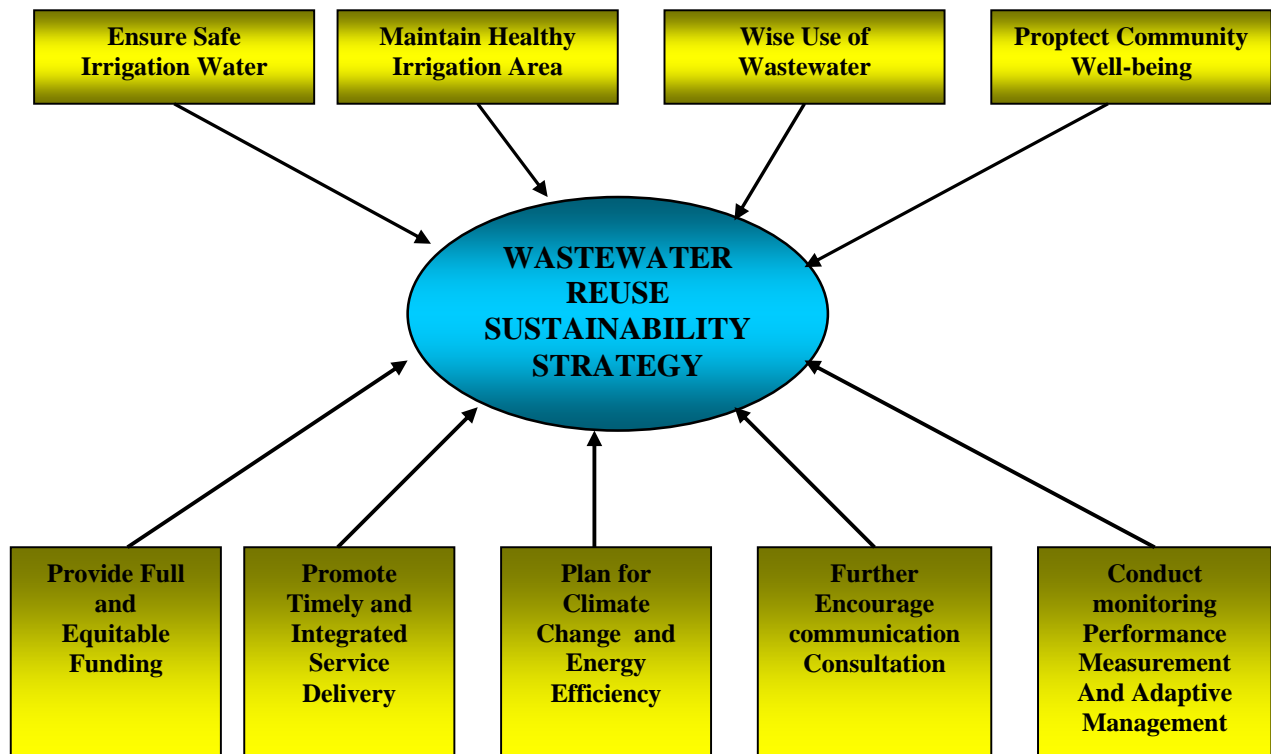 Ensure Safe
Irrigation Water
Maintain Healthy
Irrigation Area
Wise Use of
Wastewater
Proptect Community
Well-being
WASTEWATER
REUSE
SUSTAINABILITY
STRATEGY
Provide Full
and
Equitable
Funding
Promote
Timely and
Integrated
Service
Delivery
Plan for
Climate
Change and
Energy
Efficiency
Further
Encourage
communication
Consultation
Conduct
monitoring
Performance
Measurement
And Adaptive
Management